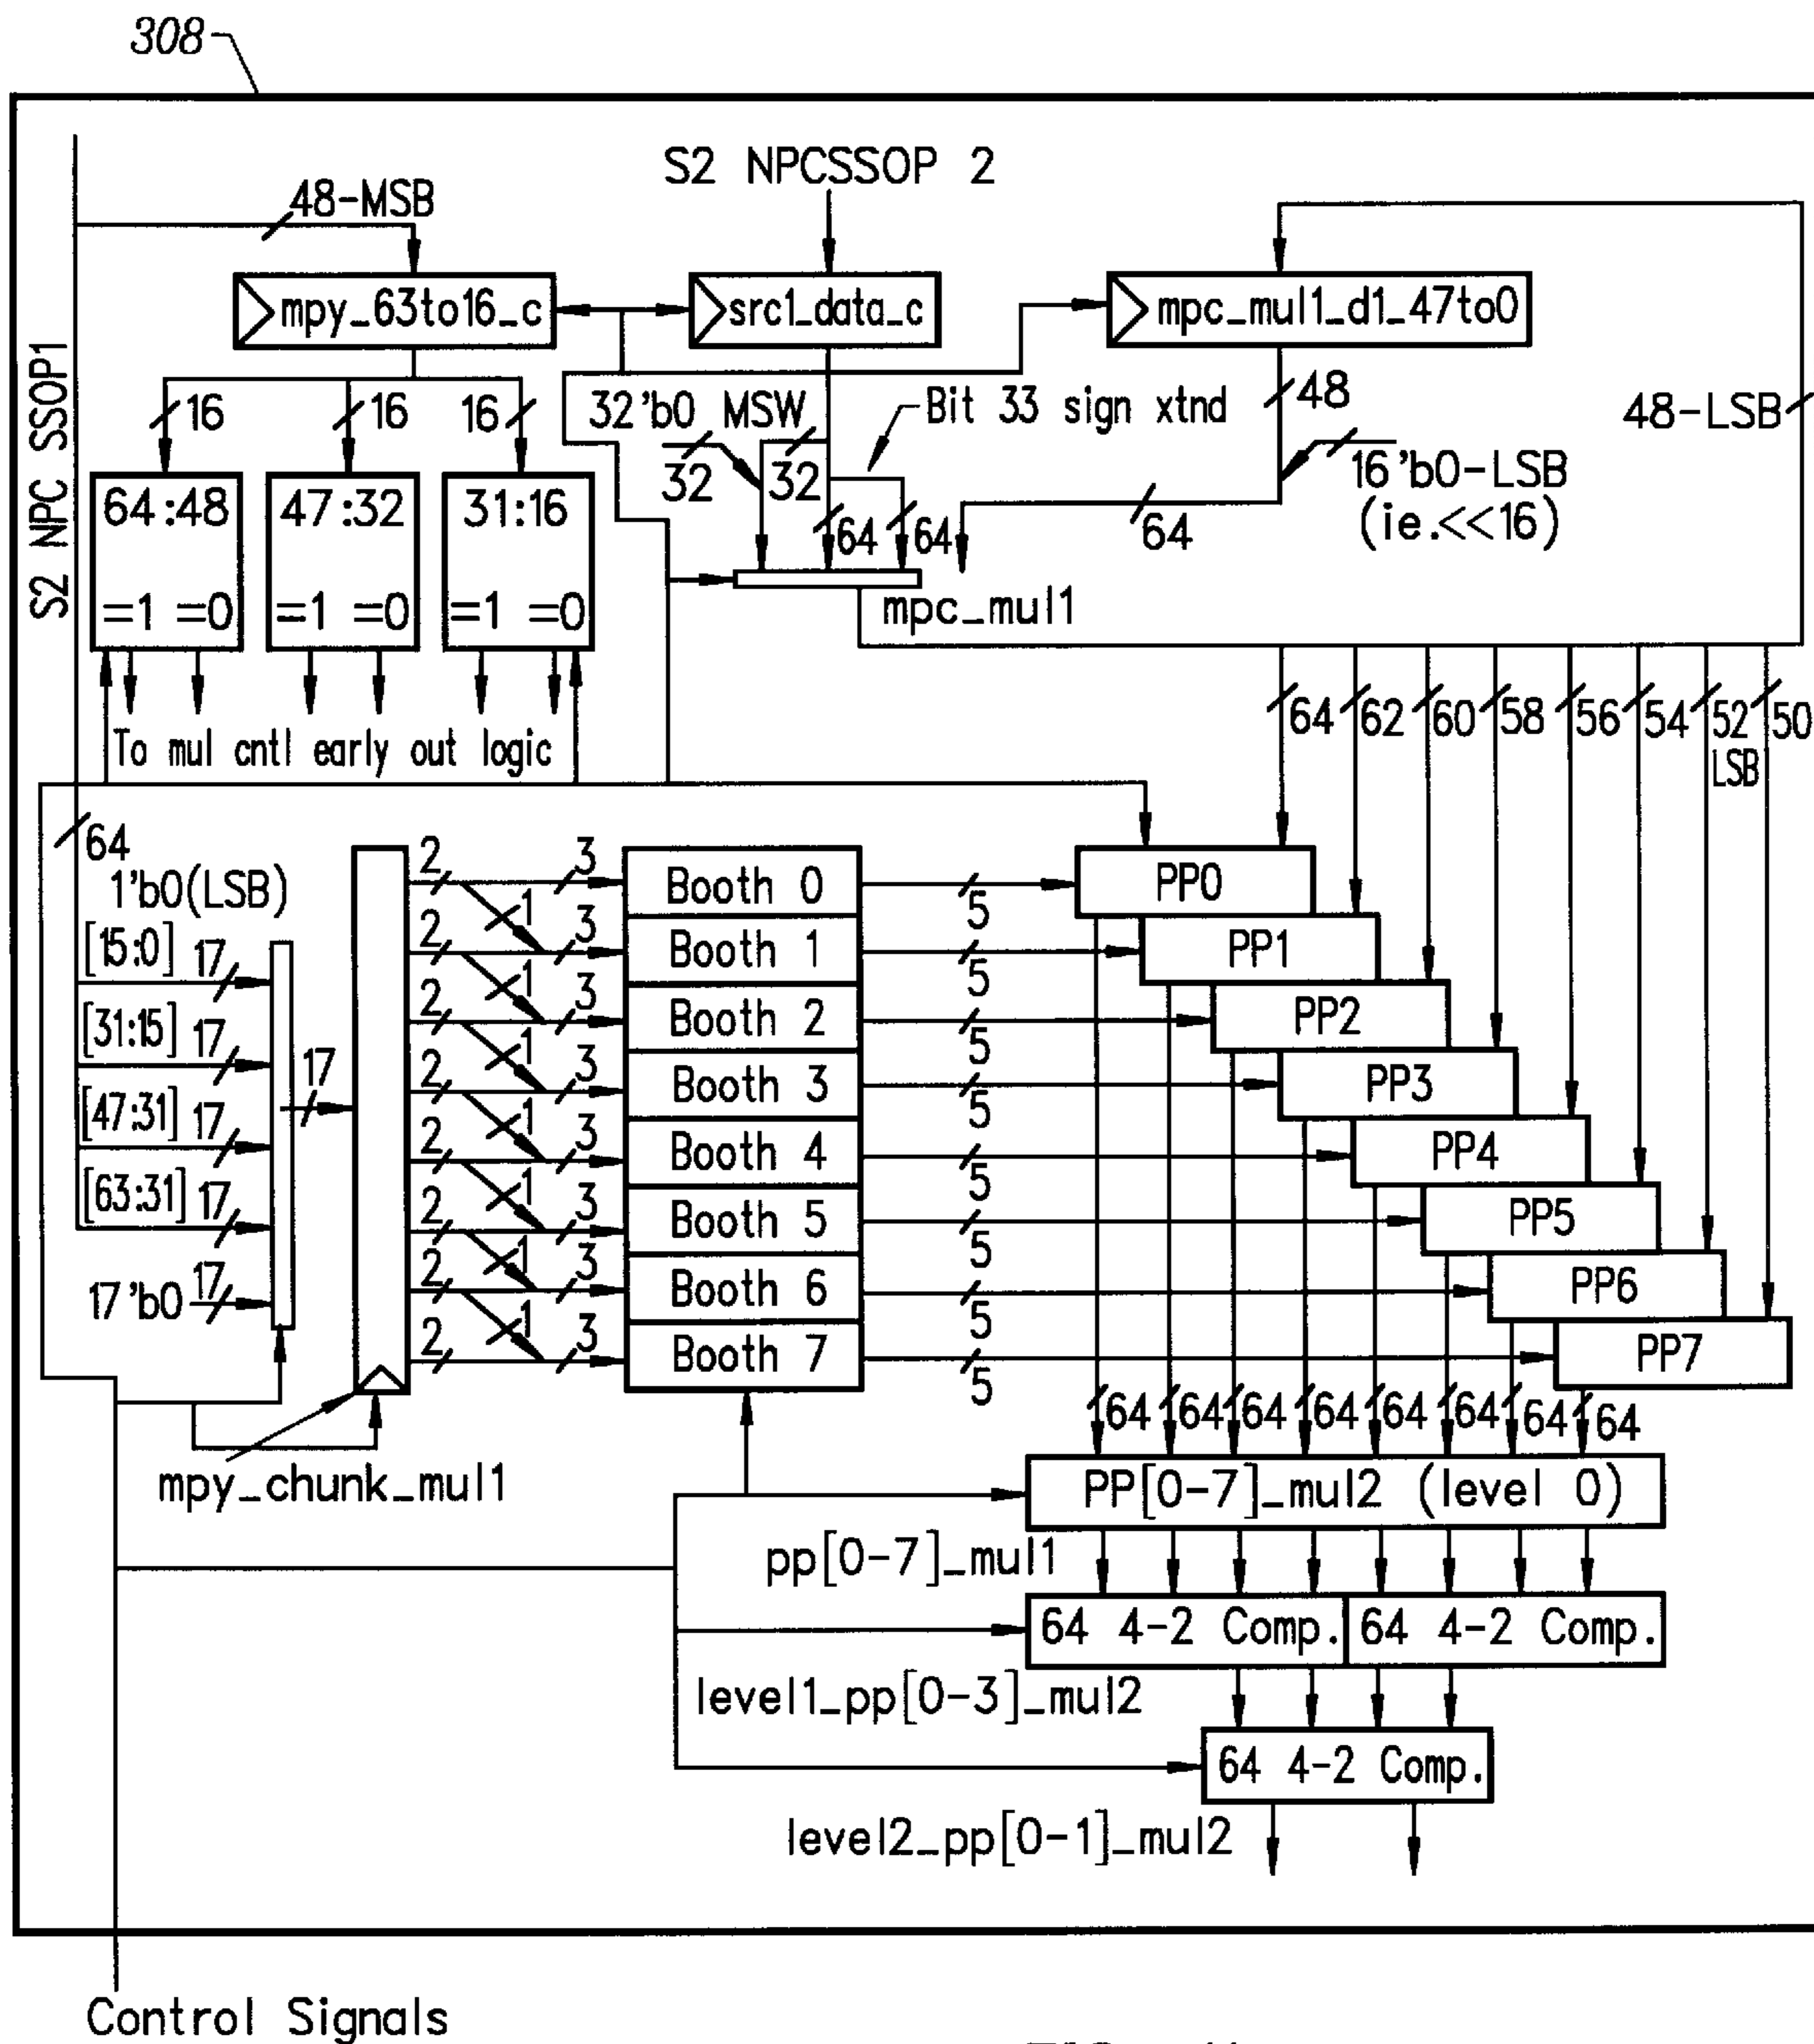 308
S2 NPCSSOP 2
48-MSB
mpy_63to16_c
src1_data_c
mpc_mul1_d1_47to0
S2 NPC SSOP1
16
16
16
32'b0 MSW
Bit 33 sign xtnd
48
48-LSB
32
32
16'b0-LSB
(ie.<<16)
64:48
47:32
31:16
64
64
64
=1 =0
=1 =0
=1 =0
mpc_mul1
64
62
60
58
56
54
52
50
LSB
To mul cntl early out logic
64
1'b0(LSB)
[15:0]
17
[31:15]
17
[47:31]
17
[63:31]
17
17'b0
17
17
2
1
3
Booth 0
5
PP0
2
1
3
Booth 1
5
PP1
2
1
3
Booth 2
5
PP2
2
1
3
Booth 3
5
PP3
2
1
3
Booth 4
5
PP4
2
1
3
Booth 5
5
PP5
2
1
3
Booth 6
5
PP6
2
3
Booth 7
5
PP7
64
64
64
64
64
64
64
64
mpy_chunk_mul1
PP[0-7]_mul2 (level 0)
pp[0-7]_mul1
64 4-2 Comp.
64 4-2 Comp.
level1_pp[0-3]_mul2
64 4-2 Comp.
level2_pp[0-1]_mul2
Control Signals